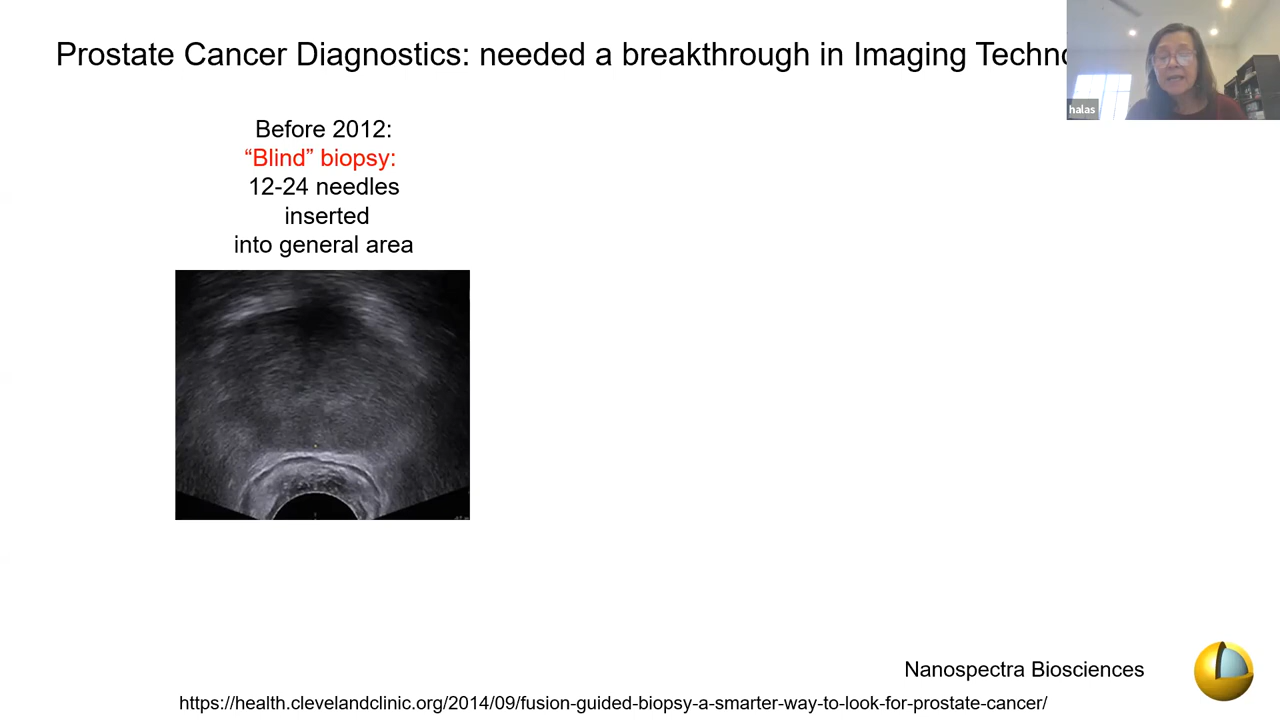 Prostate Cancer Diagnostics: needed a breakthrough in Imaging
halas
Before 2012:
“Blind” biopsy:
12-24 needles
inserted
into general area
Nanospectra Biosciences
https://health.clevelandclinic.org/2014/09/fusion-guided-biopsy-a-smarter-way-to-look-for-prostate-cancer/